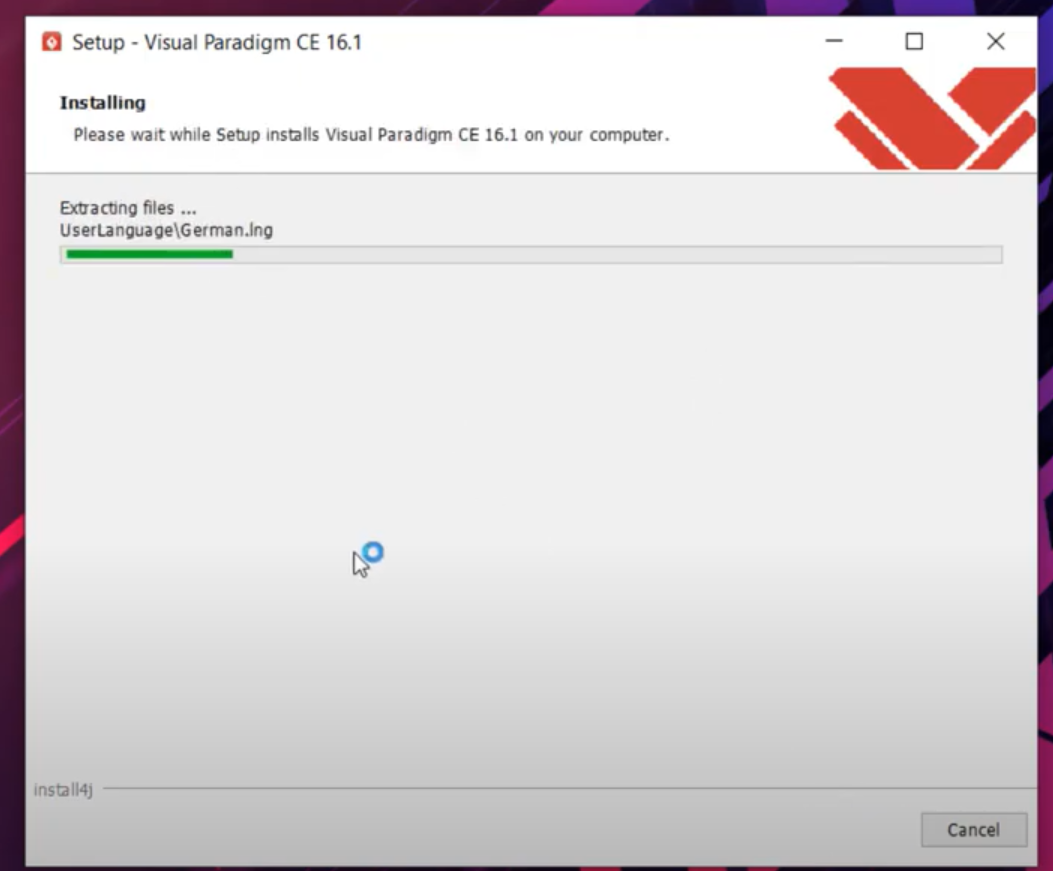 Setup - Visual Paradigm CE 16.1
Installing
Please wait while Setup installs Visual Paradigm CE 16.1 on your computer.
Extracting files ...
UserLanguage\German.lng
install4j
Cancel